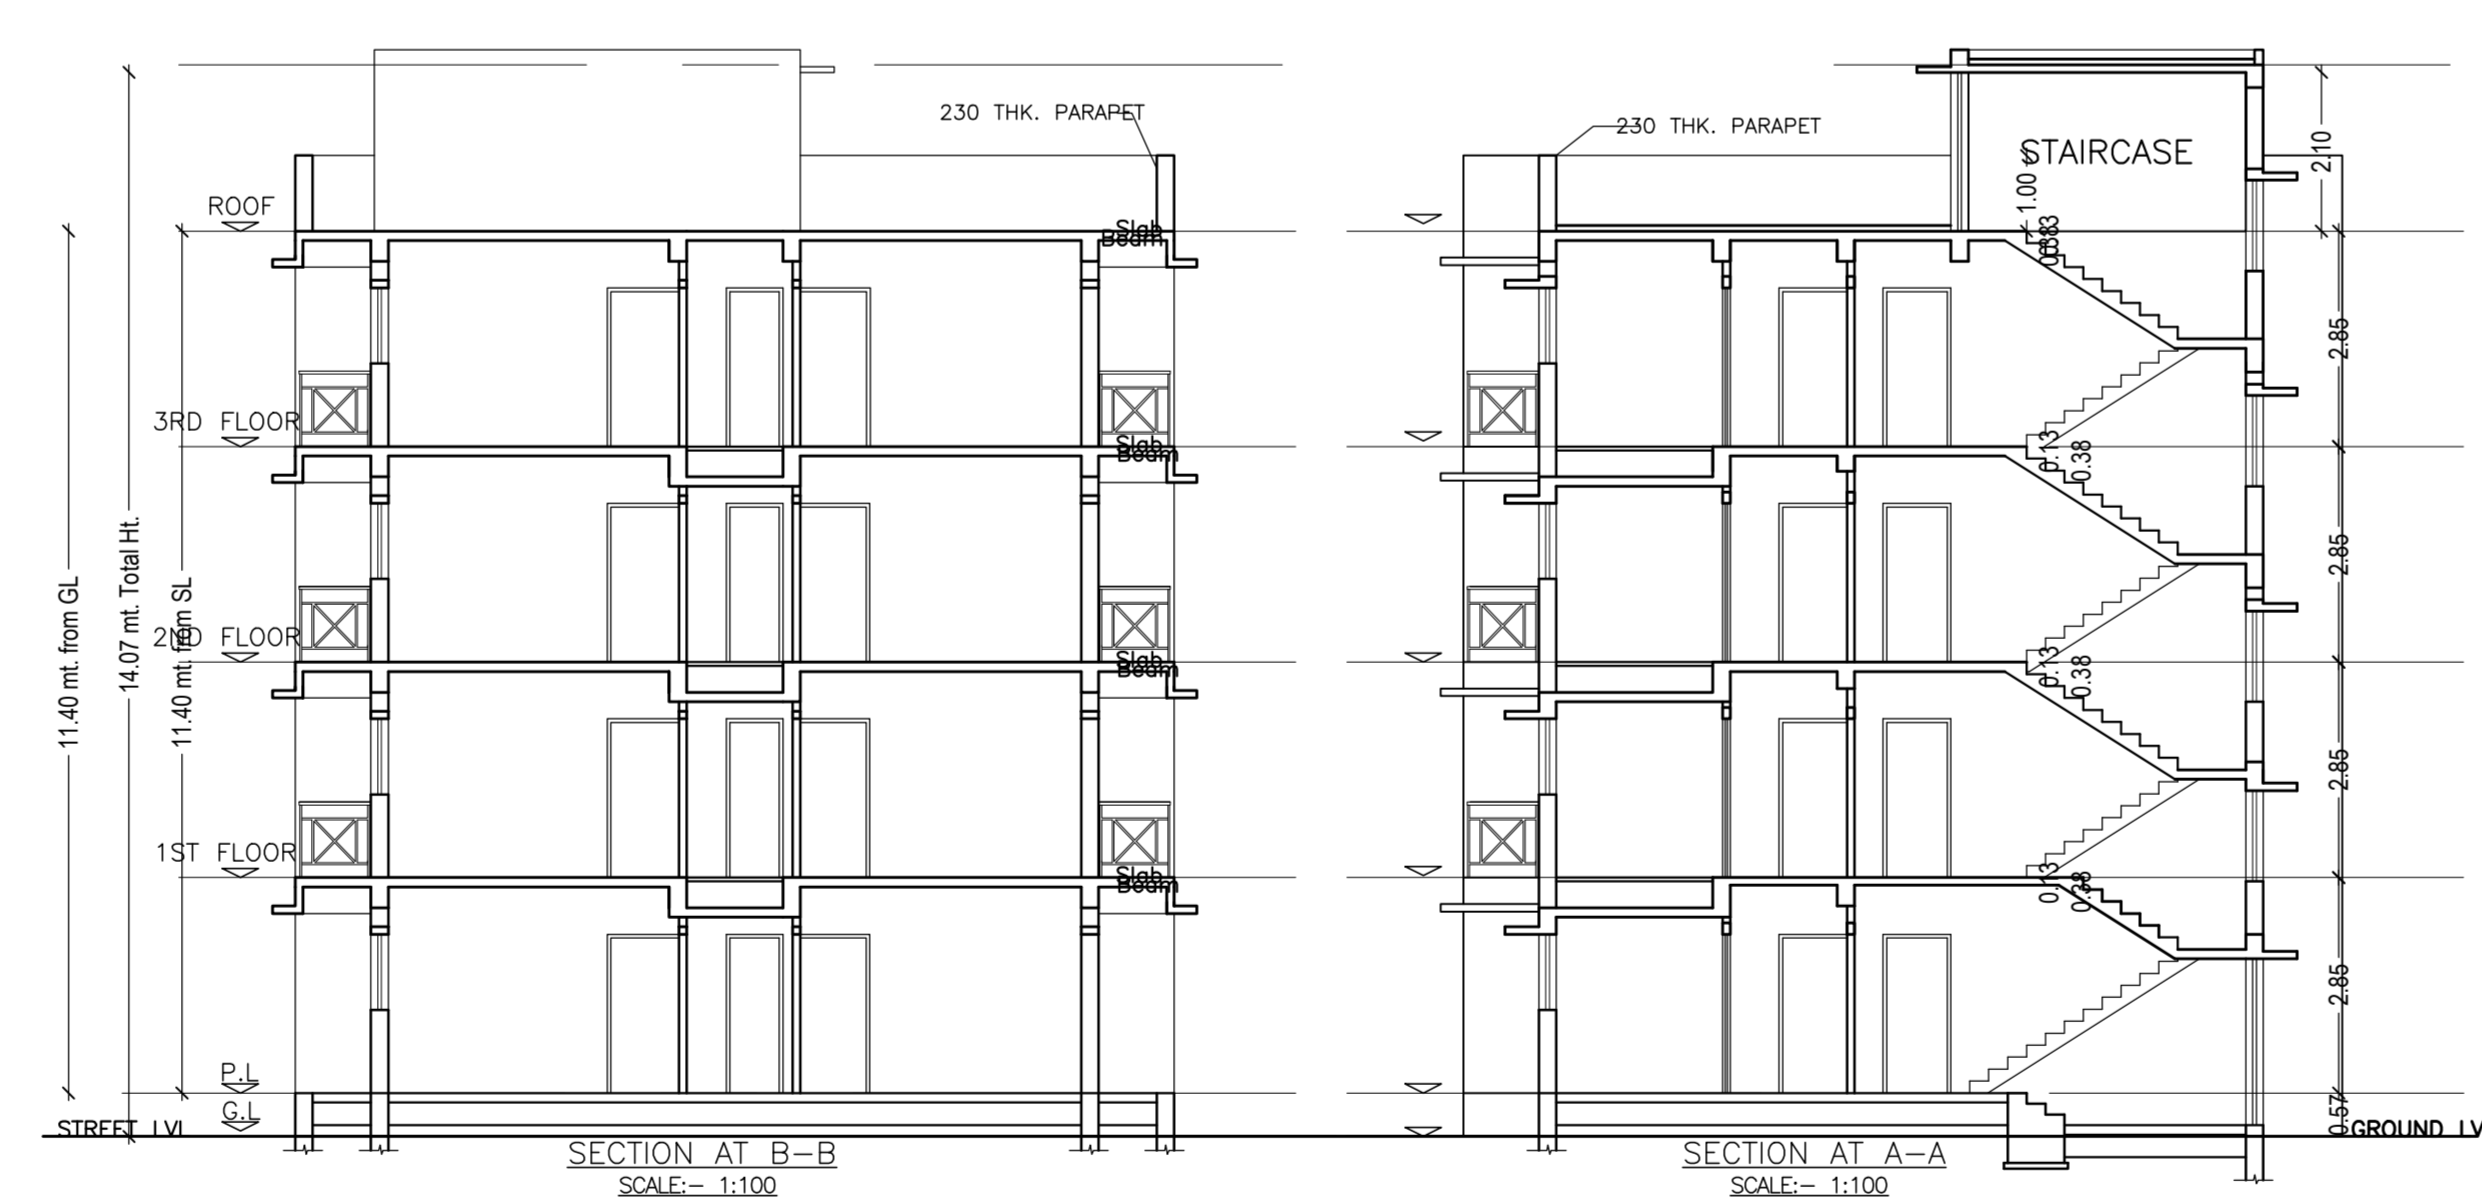 230 THK. PARAPET
ROOF
Slab
Beam
3RD FLOOR
Slab
Beam
2ND FLOOR
Slab
Beam
1ST FLOOR
Slab
Beam
P.L
G.L
STREET LVL
11.40 mt. from GL
14.07 mt. Total Ht.
11.40 mt. from SL
SECTION AT B-B
SCALE:- 1:100
230 THK. PARAPET
STAIRCASE
1.00
2.10
2.85
0.13
0.38
2.85
0.13
0.38
2.85
0.13
0.38
2.85
0.57
GROUND LV
SECTION AT A-A
SCALE:- 1:100